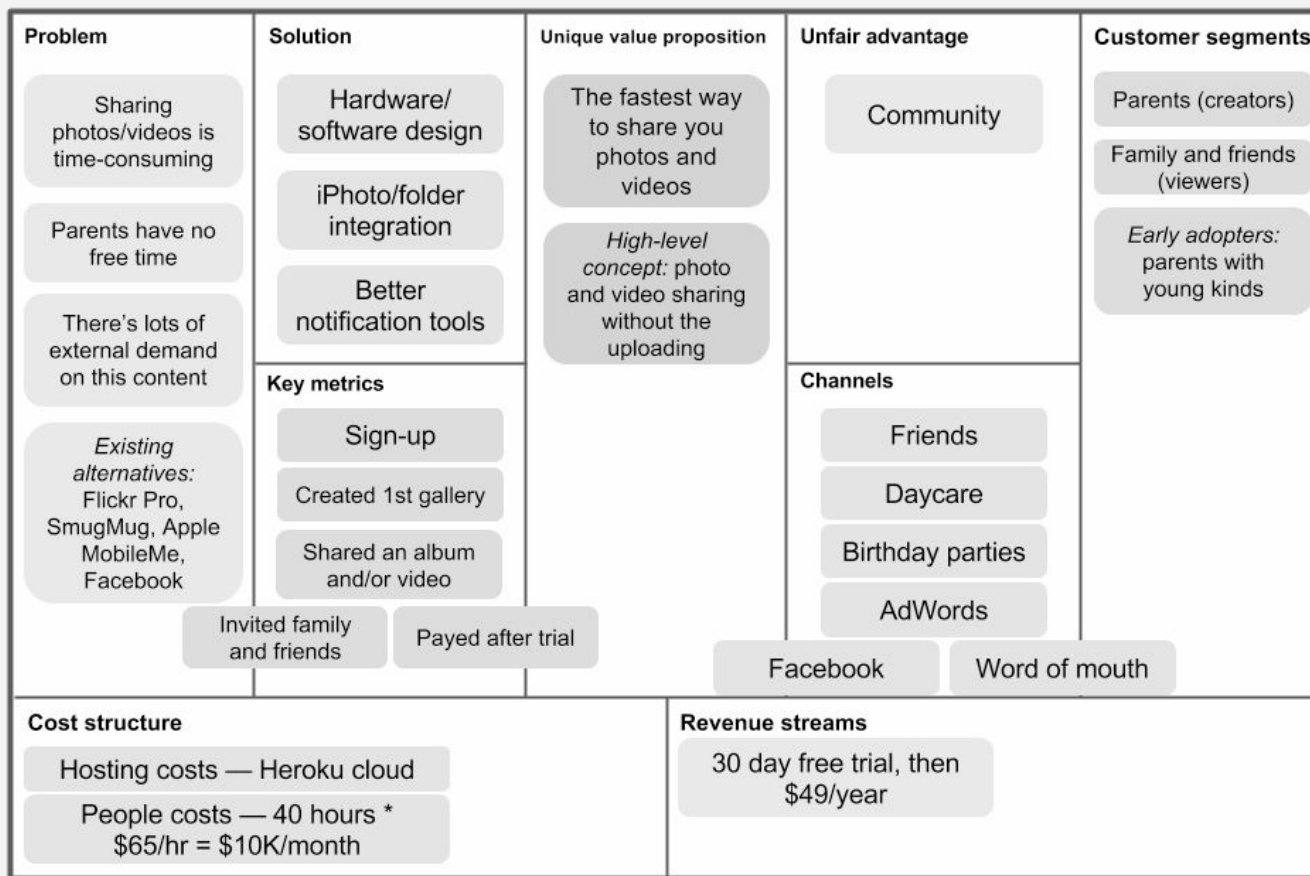 Problem
Sharing
photos/videos is
time-consuming
Parents have no
free time
There's lots of
external demand
on this content
Existing
alternatives:
Flickr Pro,
SmugMug, Apple
MobileMe,
Facebook
Solution
Hardware/
software design
iPhoto/folder
integration
Better
notification tools
Key metrics
Sign-up
Created 1st gallery
Shared an album
and/or video
Invited family
and friends
Payed after trial
Unique value proposition
The fastest way
to share you
photos and
videos
High-level
concept: photo
and video sharing
without the
uploading
Unfair advantage
Community
Channels
Friends
Daycare
Birthday parties
AdWords
Facebook
Word of mouth
Customer segments
Parents (creators)
Family and friends
(viewers)
Early adopters:
parents with
young kinds
Cost structure
Hosting costs — Heroku cloud
People costs — 40 hours *
$65/hr = $10K/month
Revenue streams
30 day free trial, then
$49/year